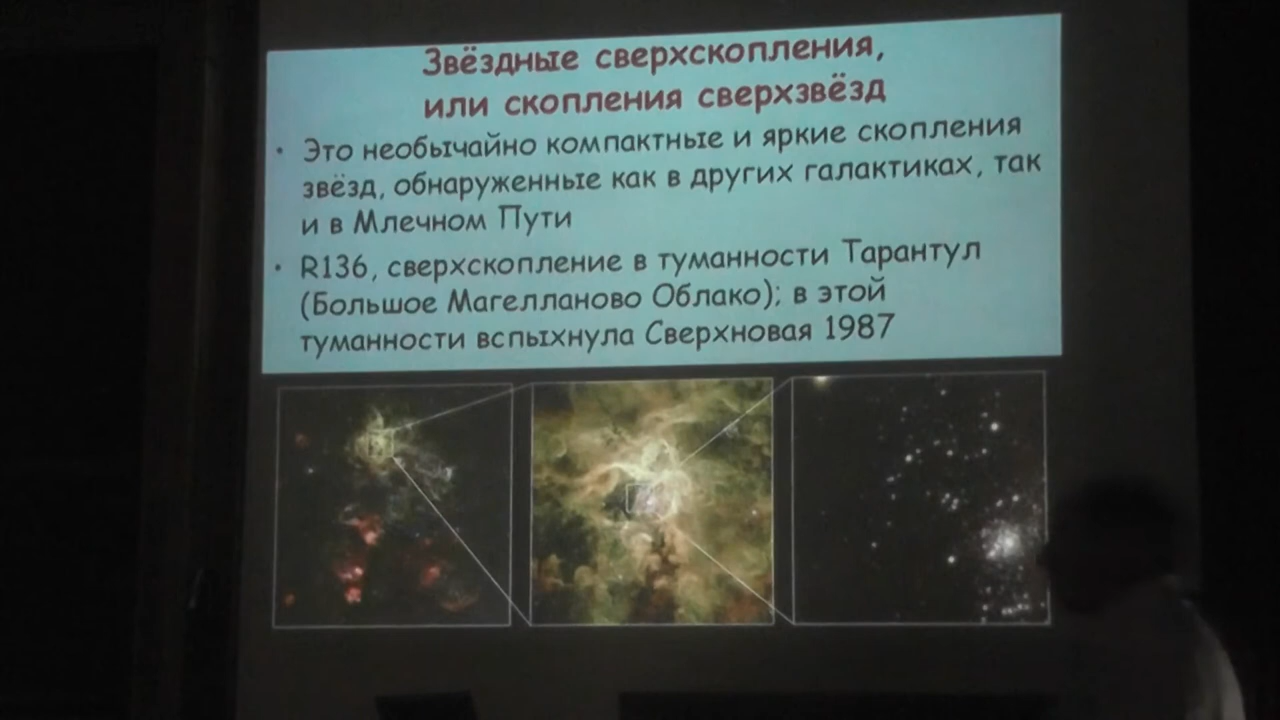 Звёздные сверхскопления,
или скопления сверхзвёзд
• Это необычайно компактные и яркие скопления
звёзд, обнаруженные как в других галактиках, так
и в Млечном Пути
• R136, сверхскопление в туманности Тарантул
(Большое Магелланово Облако); в этой
туманности вспыхнула Сверхновая 1987